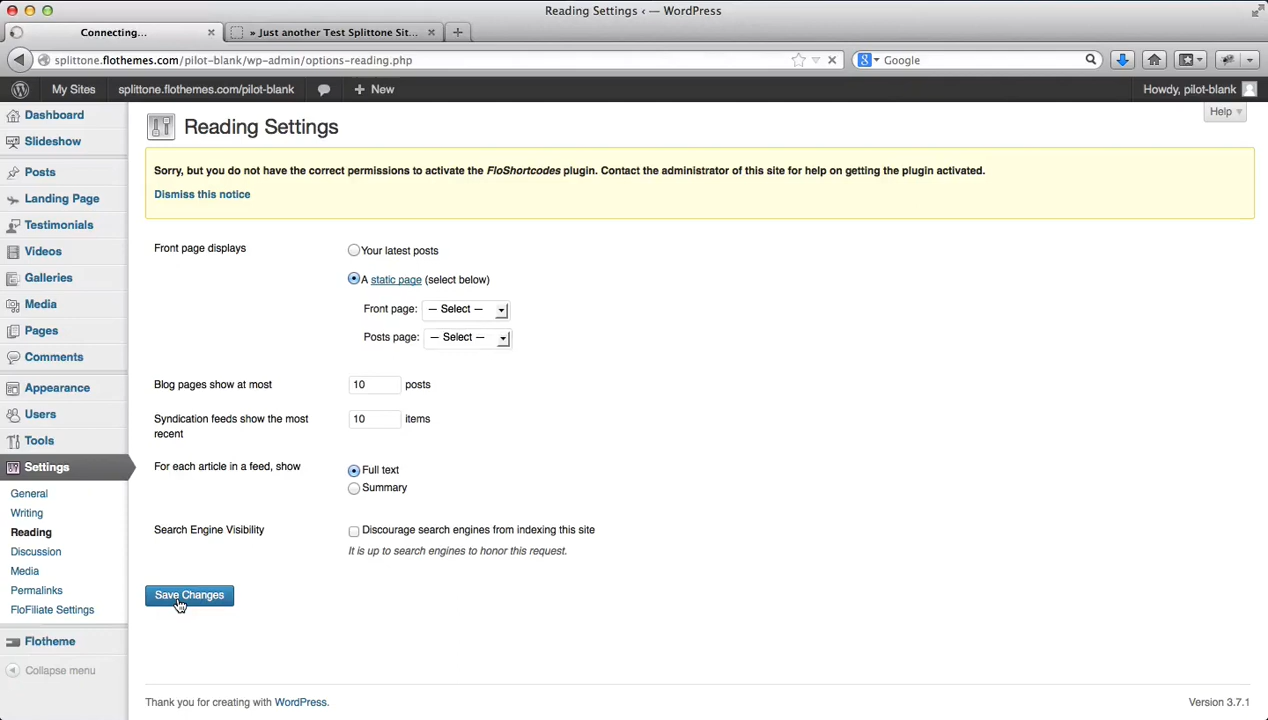 Reading Settings ‹ — WordPress
Connecting...
» Just another Test Splittone Sit...
splittone.flothemes.com/pilot-blank/wp-admin/options-reading.php
Google
My Sites
splittone.flothemes.com/pilot-blank
New
Howdy, pilot-blank
Help
Dashboard
Slideshow
Posts
Landing Page
Testimonials
Videos
Galleries
Media
Pages
Comments
Appearance
Users
Tools
Settings
General
Writing
Reading
Discussion
Media
Permalinks
FloFiliate Settings
Flotheme
Collapse menu
Reading Settings
Sorry, but you do not have the correct permissions to activate the FloShortcodes plugin. Contact the administrator of this site for help on getting the plugin activated.
Dismiss this notice
Front page displays
Your latest posts
A static page (select below)
Front page: — Select —
Posts page: — Select —
Blog pages show at most 10 posts
Syndication feeds show the most
recent
10 items
For each article in a feed, show
Full text
Summary
Search Engine Visibility
Discourage search engines from indexing this site
It is up to search engines to honor this request.
Save Changes
Thank you for creating with WordPress.
Version 3.7.1